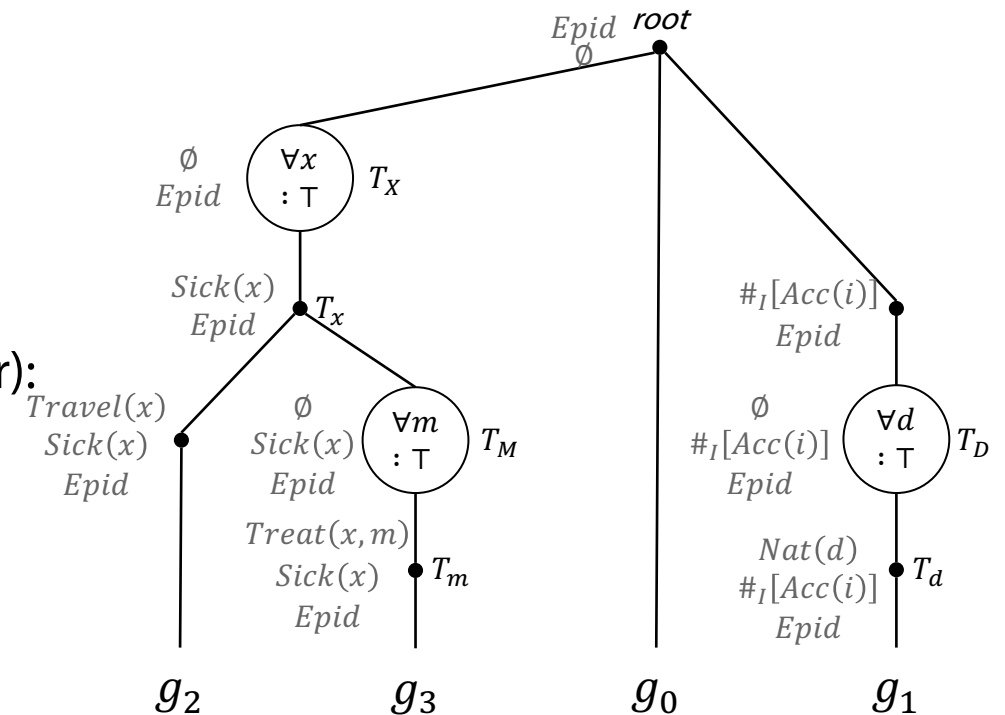 Epid root
∅
∅
Epid
∀x
: ⊤
T_X
Sick(x)
Epid
T_x
#_I[Acc(i)]
Epid
r):
Travel(x)
Sick(x)
Epid
∅
Sick(x)
Epid
∀m
: ⊤
T_M
∅
#_I[Acc(i)]
Epid
∀d
: ⊤
T_D
Treat(x, m)
Sick(x)
Epid
T_m
Nat(d)
#_I[Acc(i)]
Epid
T_d
g_2 g_3 g_0 g_1